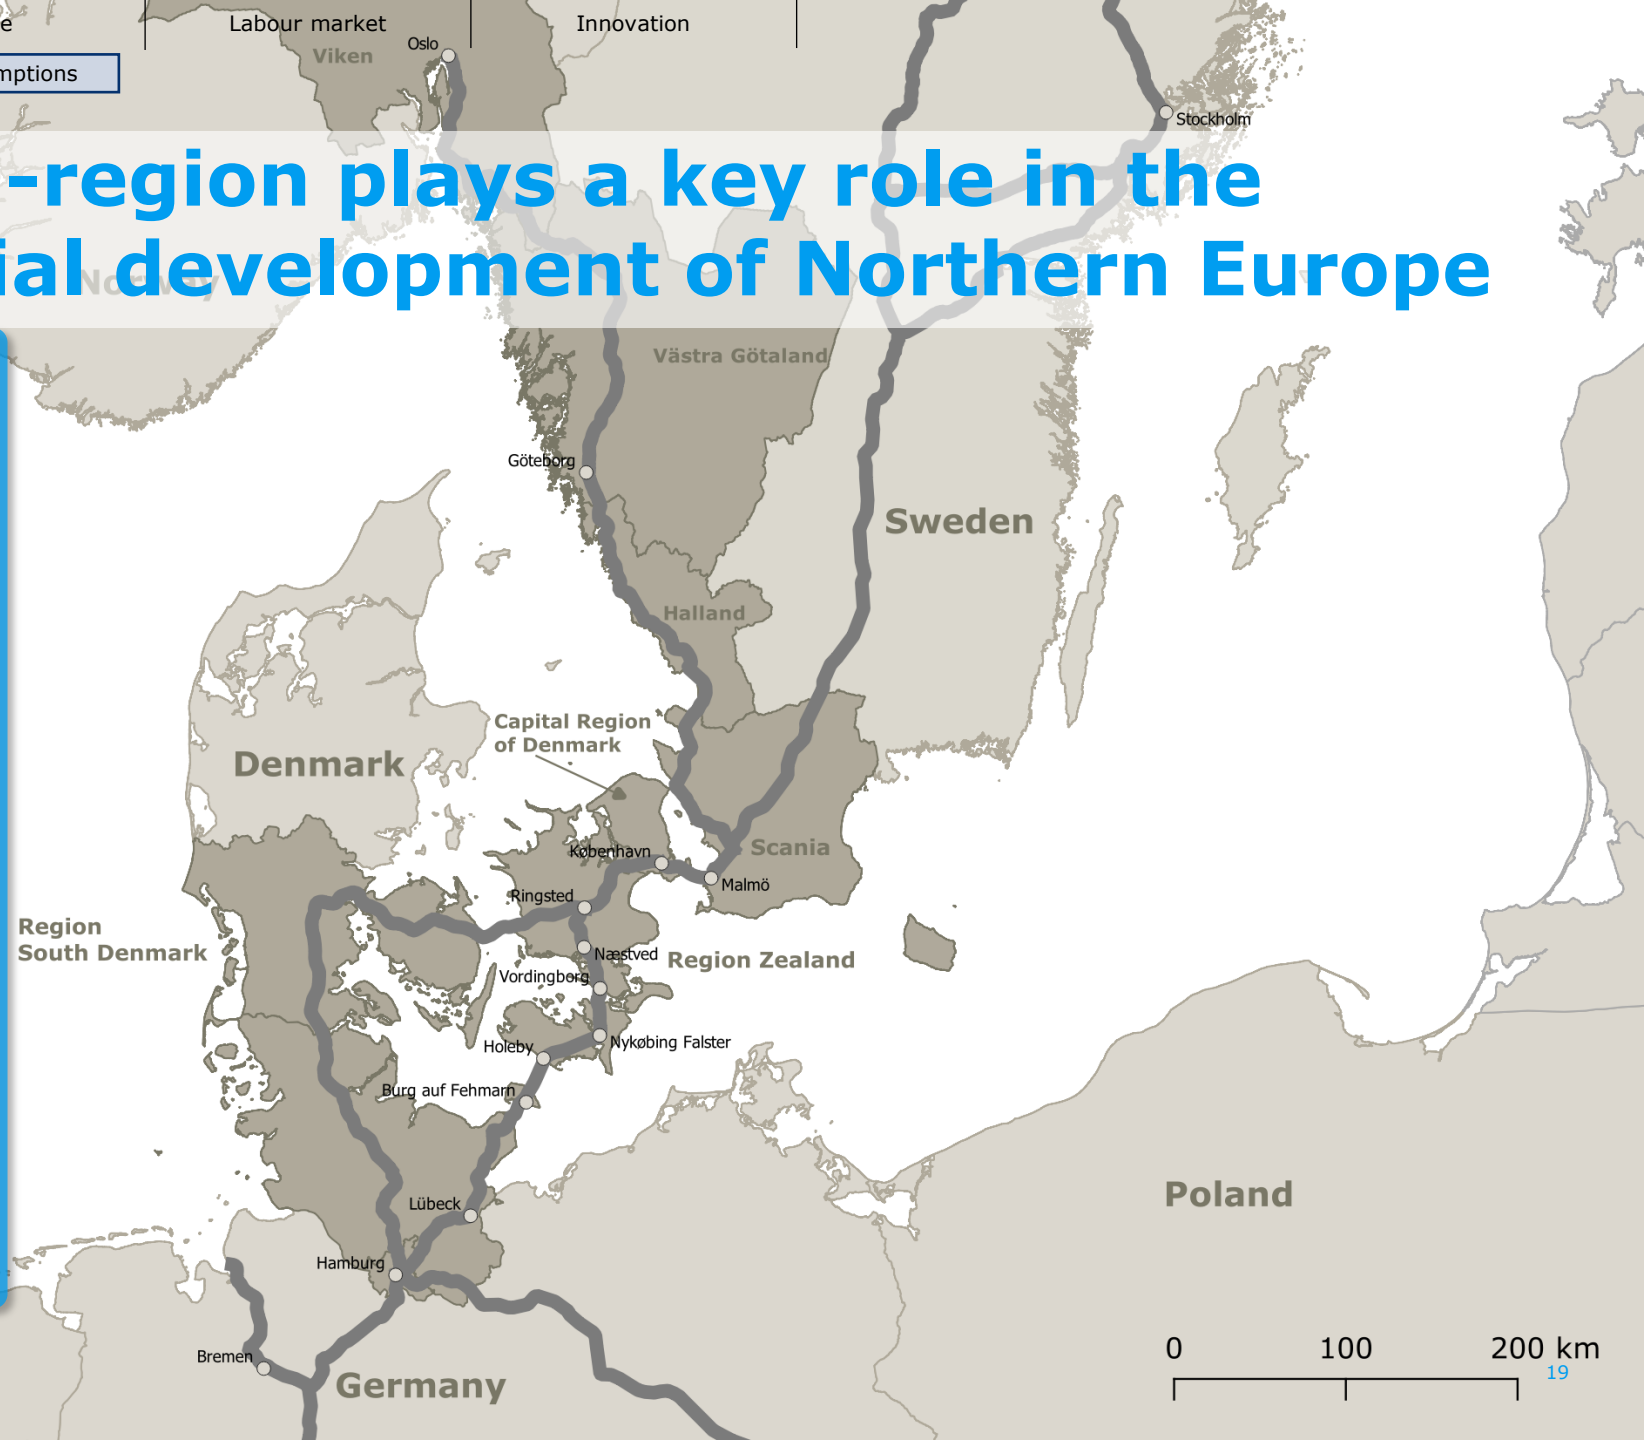 e
Labour market
Innovation
mptions
Viken
Oslo
Stockholm
-region plays a key role in the
ial development of Northern Europe
Norway
Västra Götaland
Göteborg
Sweden
Halland
Capital Region
of Denmark
Denmark
København
Scania
Malmö
Ringsted
Region
South Denmark
Næstved
Region Zealand
Vordingborg
Nykøbing Falster
Holeby
Burg auf Fehmarn
Poland
Lübeck
Hamburg
Bremen
Germany
0 100 200 km
19